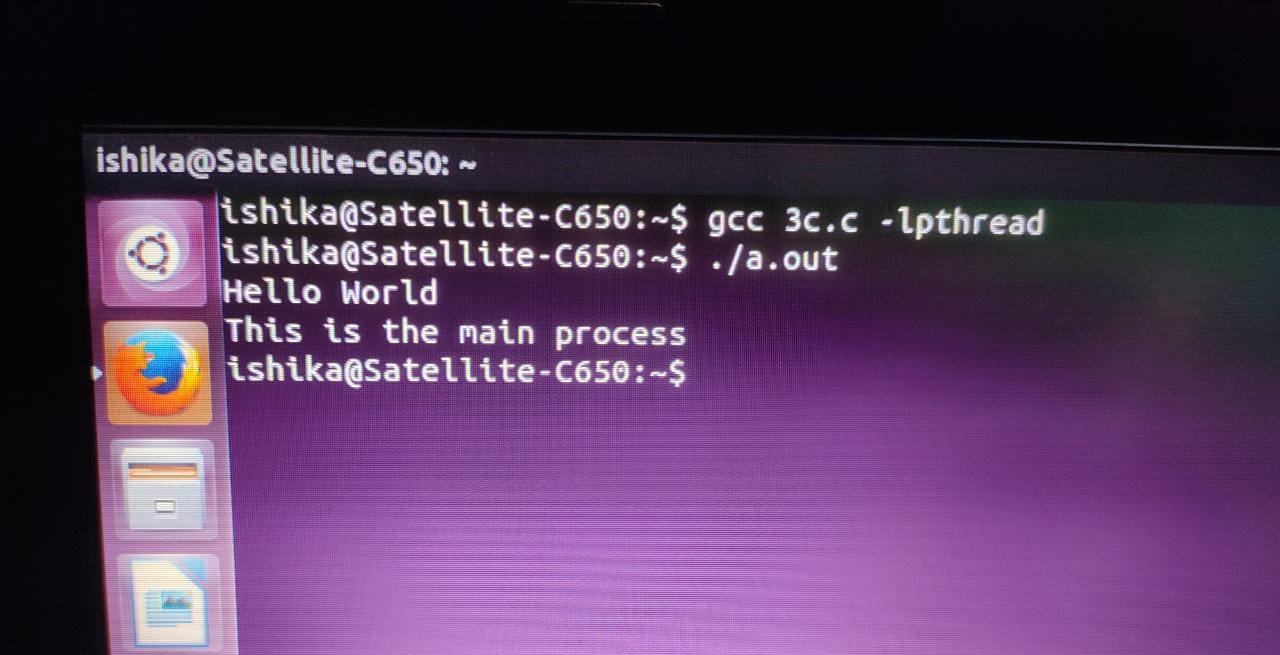 ishika@Satellite-C650: ~
ishika@Satellite-C650:~$ gcc 3c.c -lpthread
ishika@Satellite-C650:~$ ./a.out
Hello World
This is the main process
ishika@Satellite-C650:~$